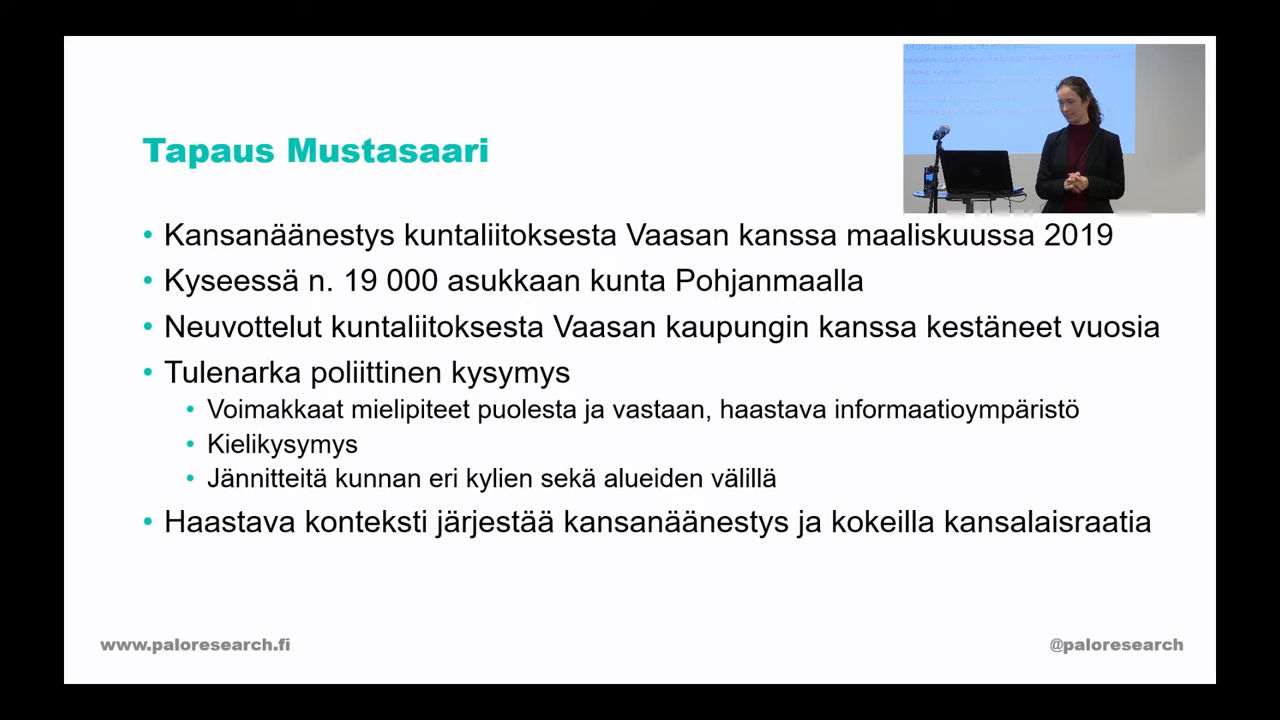 Tapaus Mustasaari
• Kansanäänestys kuntaliitoksesta Vaasan kanssa maaliskuussa 2019
• Kyseessä n. 19 000 asukkaan kunta Pohjanmaalla
• Neuvottelut kuntaliitoksesta Vaasan kaupungin kanssa kestäneet vuosia
• Tulenarka poliittinen kysymys
• Voimakkaat mielipiteet puolesta ja vastaan, haastava informaatioympäristö
• Kielikysymys
• Jännitteitä kunnan eri kylien sekä alueiden välillä
• Haastava konteksti järjestää kansanäänestys ja kokeilla kansalaisraatia
www.paloresearch.fi
@paloresearch